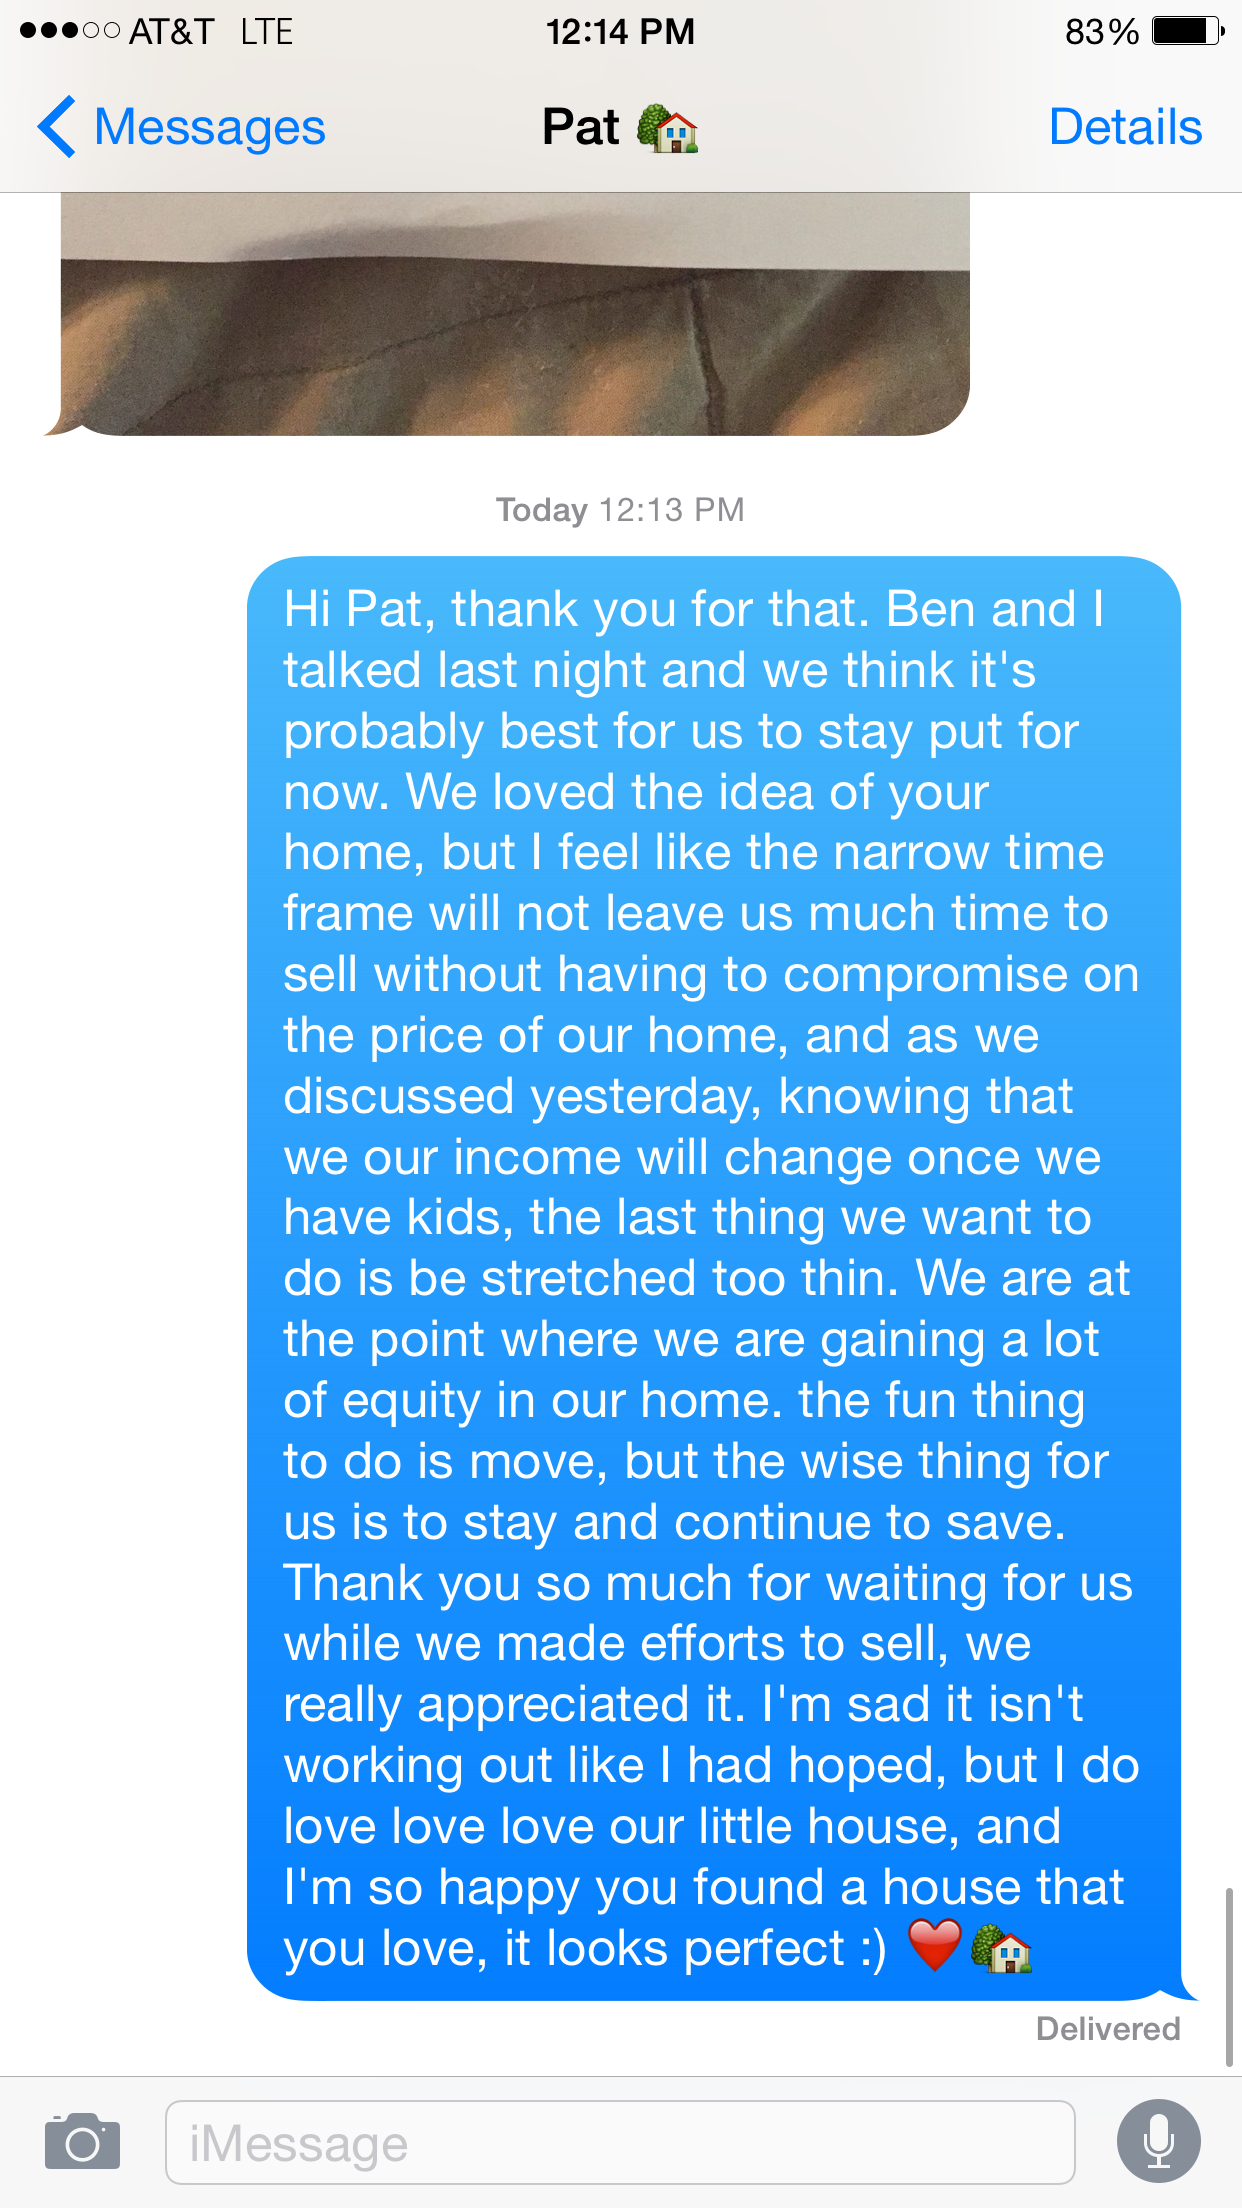 AT&T LTE 12:14 PM 83%
Messages Pat 🏡 Details
Today 12:13 PM
Hi Pat, thank you for that. Ben and I
talked last night and we think it's
probably best for us to stay put for
now. We loved the idea of your
home, but I feel like the narrow time
frame will not leave us much time to
sell without having to compromise on
the price of our home, and as we
discussed yesterday, knowing that
we our income will change once we
have kids, the last thing we want to
do is be stretched too thin. We are at
the point where we are gaining a lot
of equity in our home. the fun thing
to do is move, but the wise thing for
us is to stay and continue to save.
Thank you so much for waiting for us
while we made efforts to sell, we
really appreciated it. I'm sad it isn't
working out like I had hoped, but I do
love love love our little house, and
I'm so happy you found a house that
you love, it looks perfect :) ❤️🏡
Delivered
iMessage